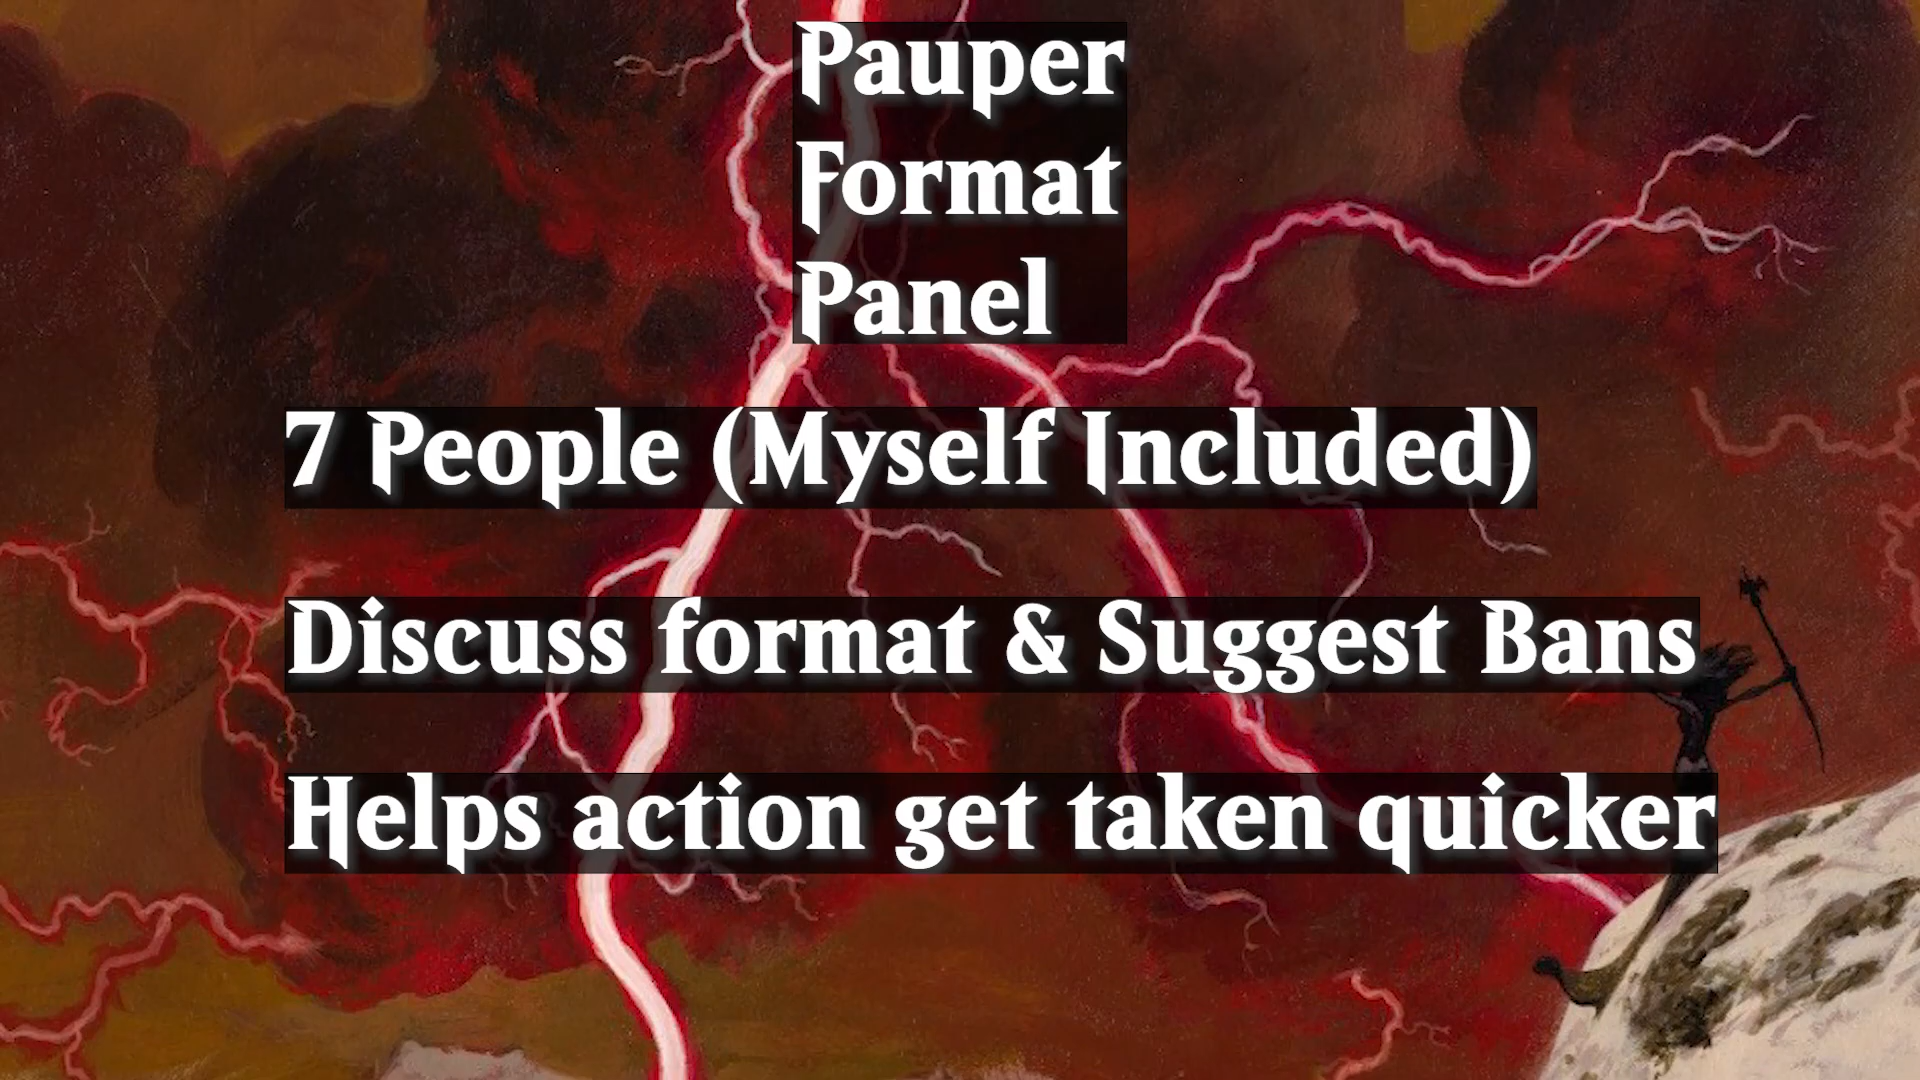 Pauper
Format
Panel
7 People (Myself Included)
Discuss format & Suggest Bans
Helps action get taken quicker